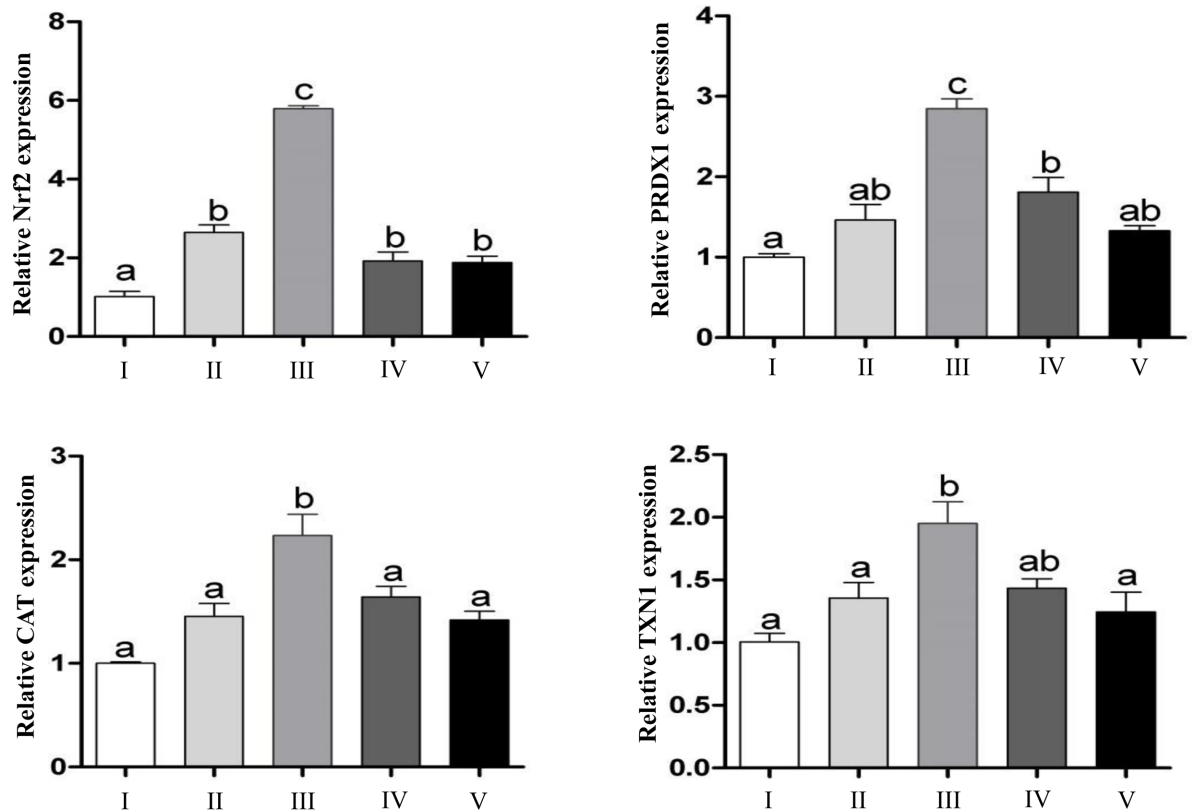 Relative Nrf2 expression
8
6
4
2
0
a
b
c
b
b
I II III IV V
Relative PRDX1 expression
4
3
2
1
0
a
ab
c
b
ab
I II III IV V
Relative CAT expression
3
2
1
0
a
a
b
a
a
I II III IV V
Relative TXN1 expression
2.5
2.0
1.5
1.0
0.5
0.0
a
a
b
ab
a
I II III IV V